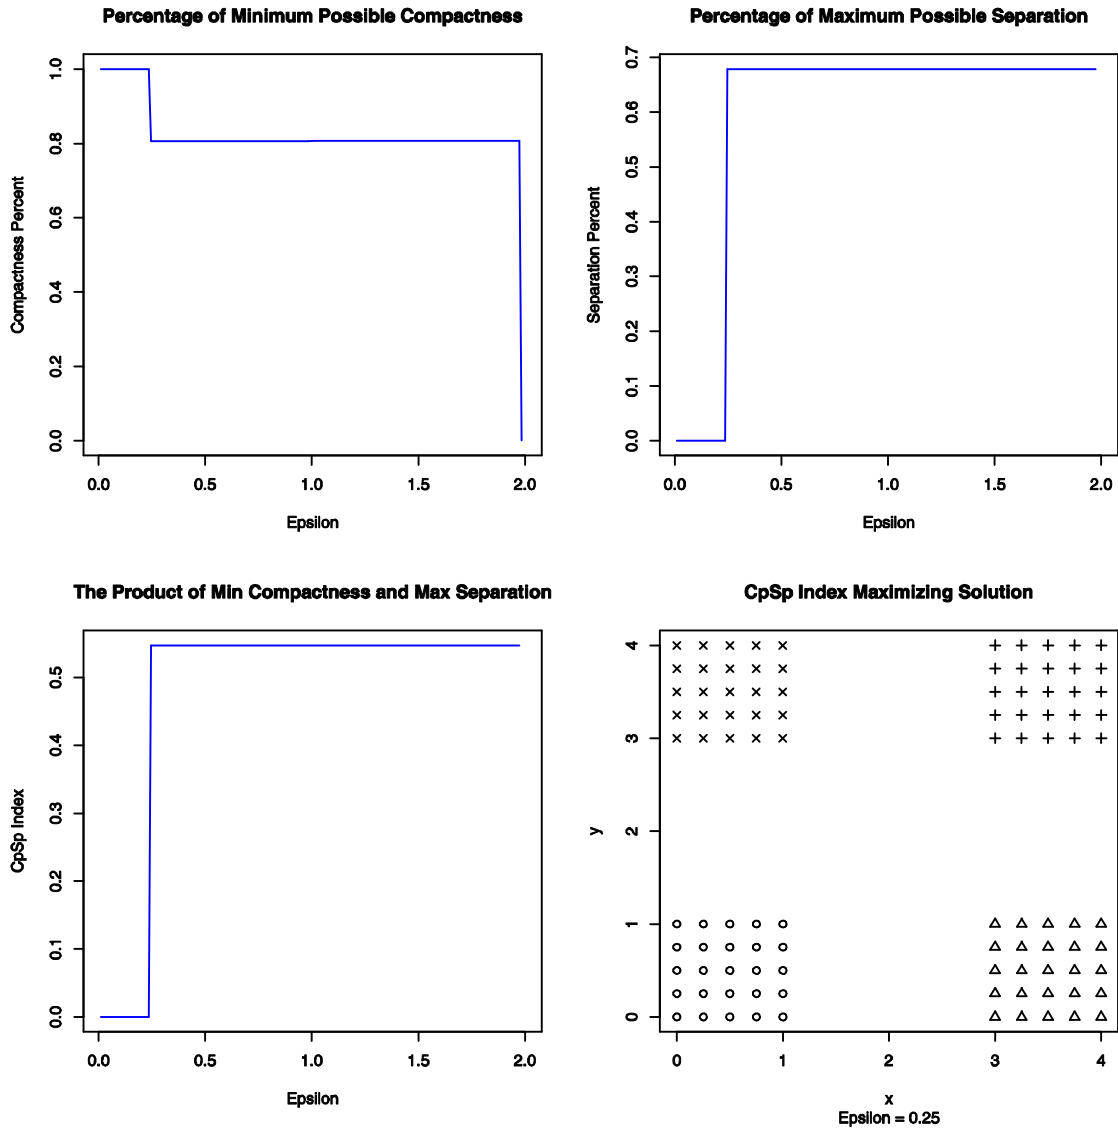 Percentage of Minimum Possible Compactness
Compactness Percent
1.0
0.8
0.6
0.4
0.2
0.0
0.0 0.5 1.0 1.5 2.0
Epsilon
Percentage of Maximum Possible Separation
Separation Percent
0.7
0.6
0.5
0.4
0.3
0.2
0.1
0.0
0.0 0.5 1.0 1.5 2.0
Epsilon
The Product of Min Compactness and Max Separation
CpSp Index
0.5
0.4
0.3
0.2
0.1
0.0
0.0 0.5 1.0 1.5 2.0
Epsilon
CpSp Index Maximizing Solution
y
4
3
2
1
0
0 1 2 3 4
x
Epsilon = 0.25